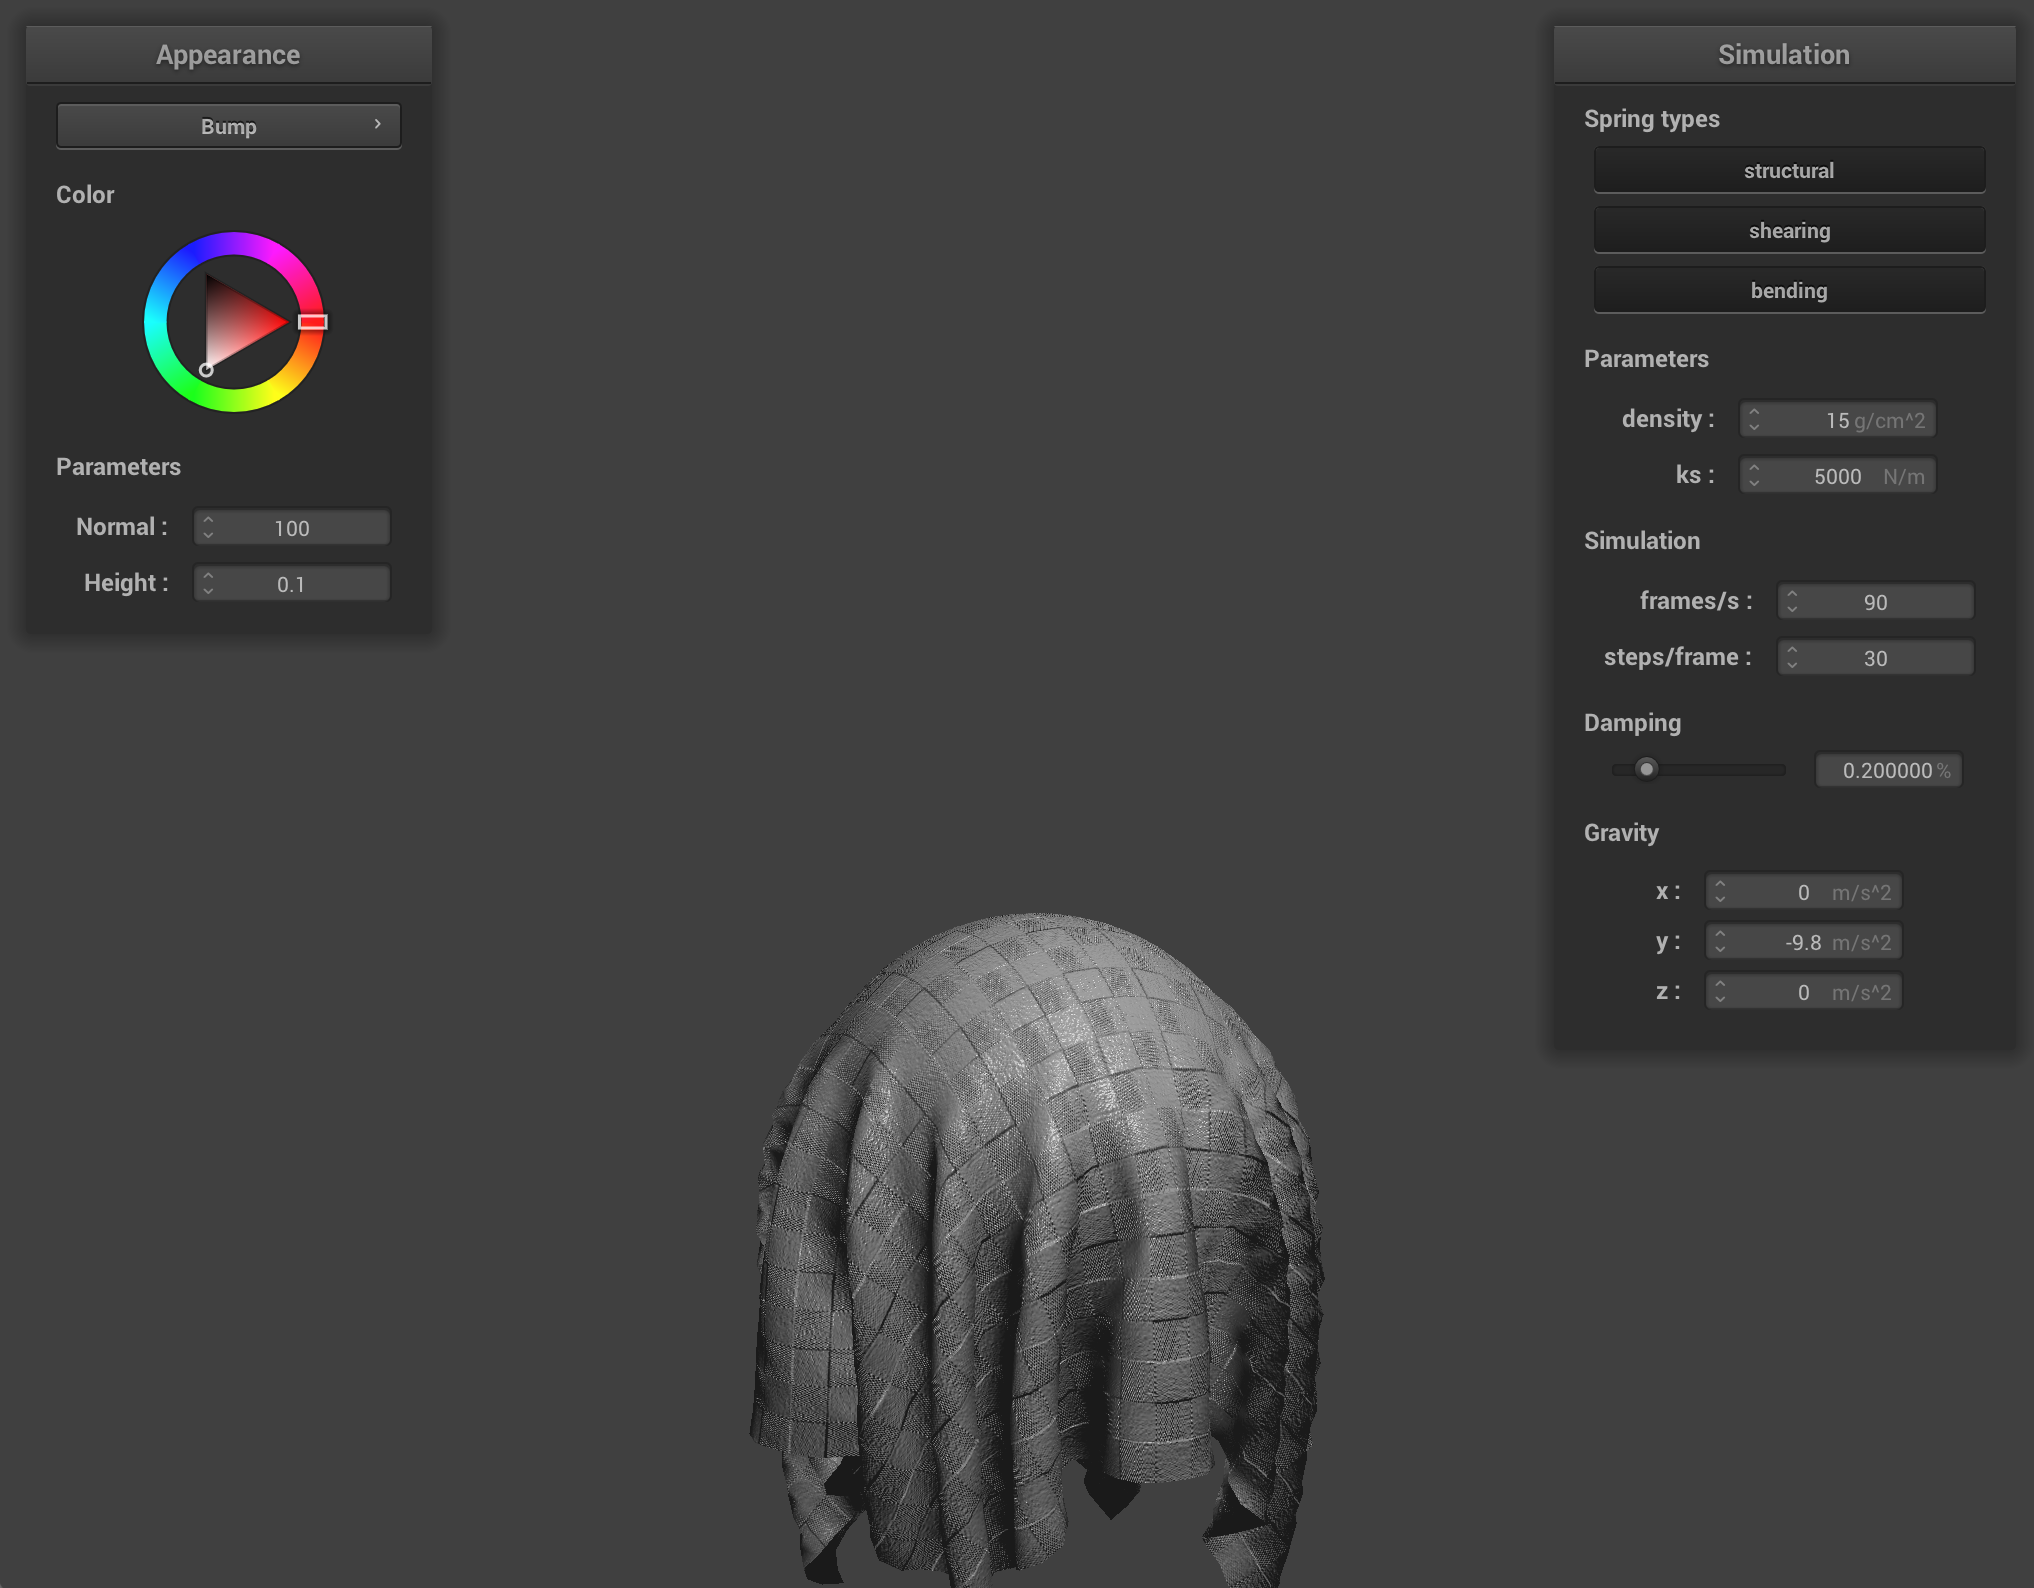 Appearance
Bump
Color
Parameters
Normal : 100
Height : 0.1
Simulation
Spring types
structural
shearing
bending
Parameters
density : 15 g/cm^2
ks : 5000 N/m
Simulation
frames/s : 90
steps/frame : 30
Damping
0.200000 %
Gravity
x : 0 m/s^2
y : -9.8 m/s^2
z : 0 m/s^2